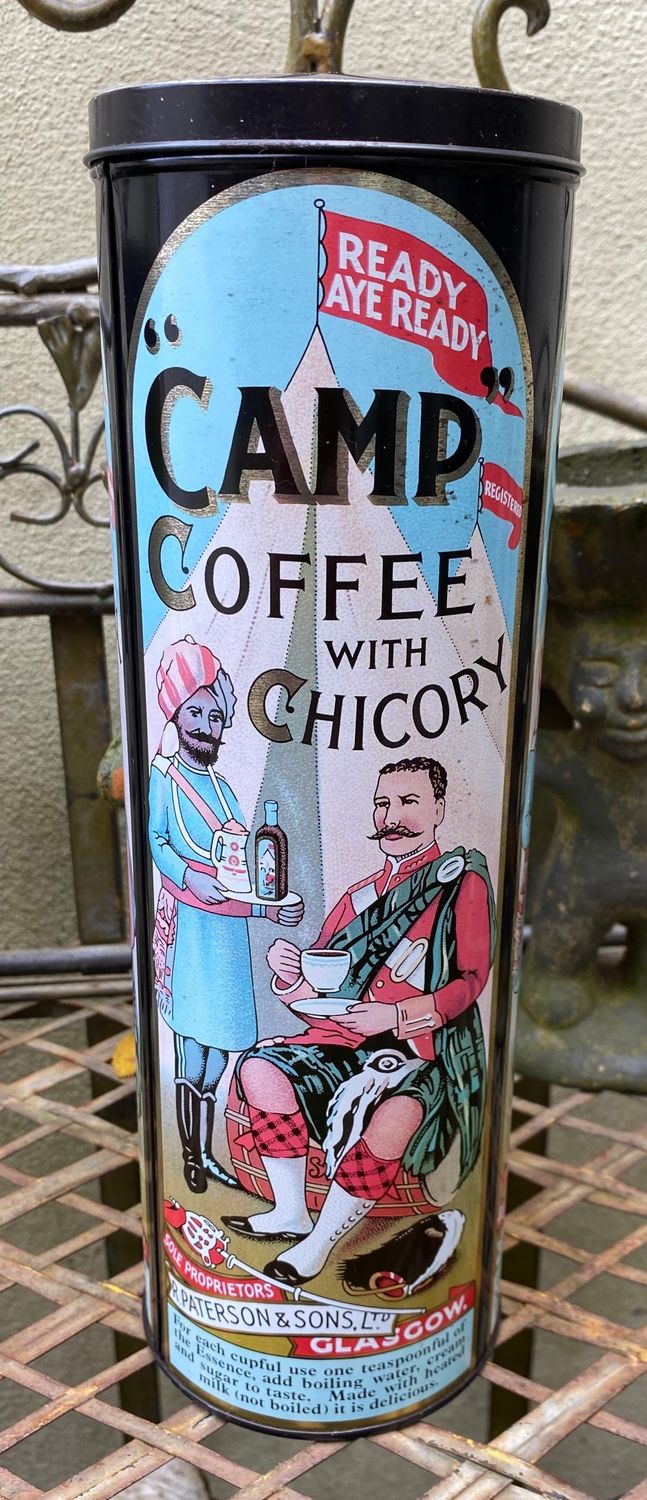 READY
AYE READY
“CAMP”
REGISTERED
COFFEE
WITH
CHICORY
SOLE PROPRIETORS
R. PATERSON & SONS, LTD
GLASGOW.
For each cupful use one teaspoonful of
the Essence, add boiling water, cream
and sugar to taste. Made with heated
milk (not boiled) it is delicious.